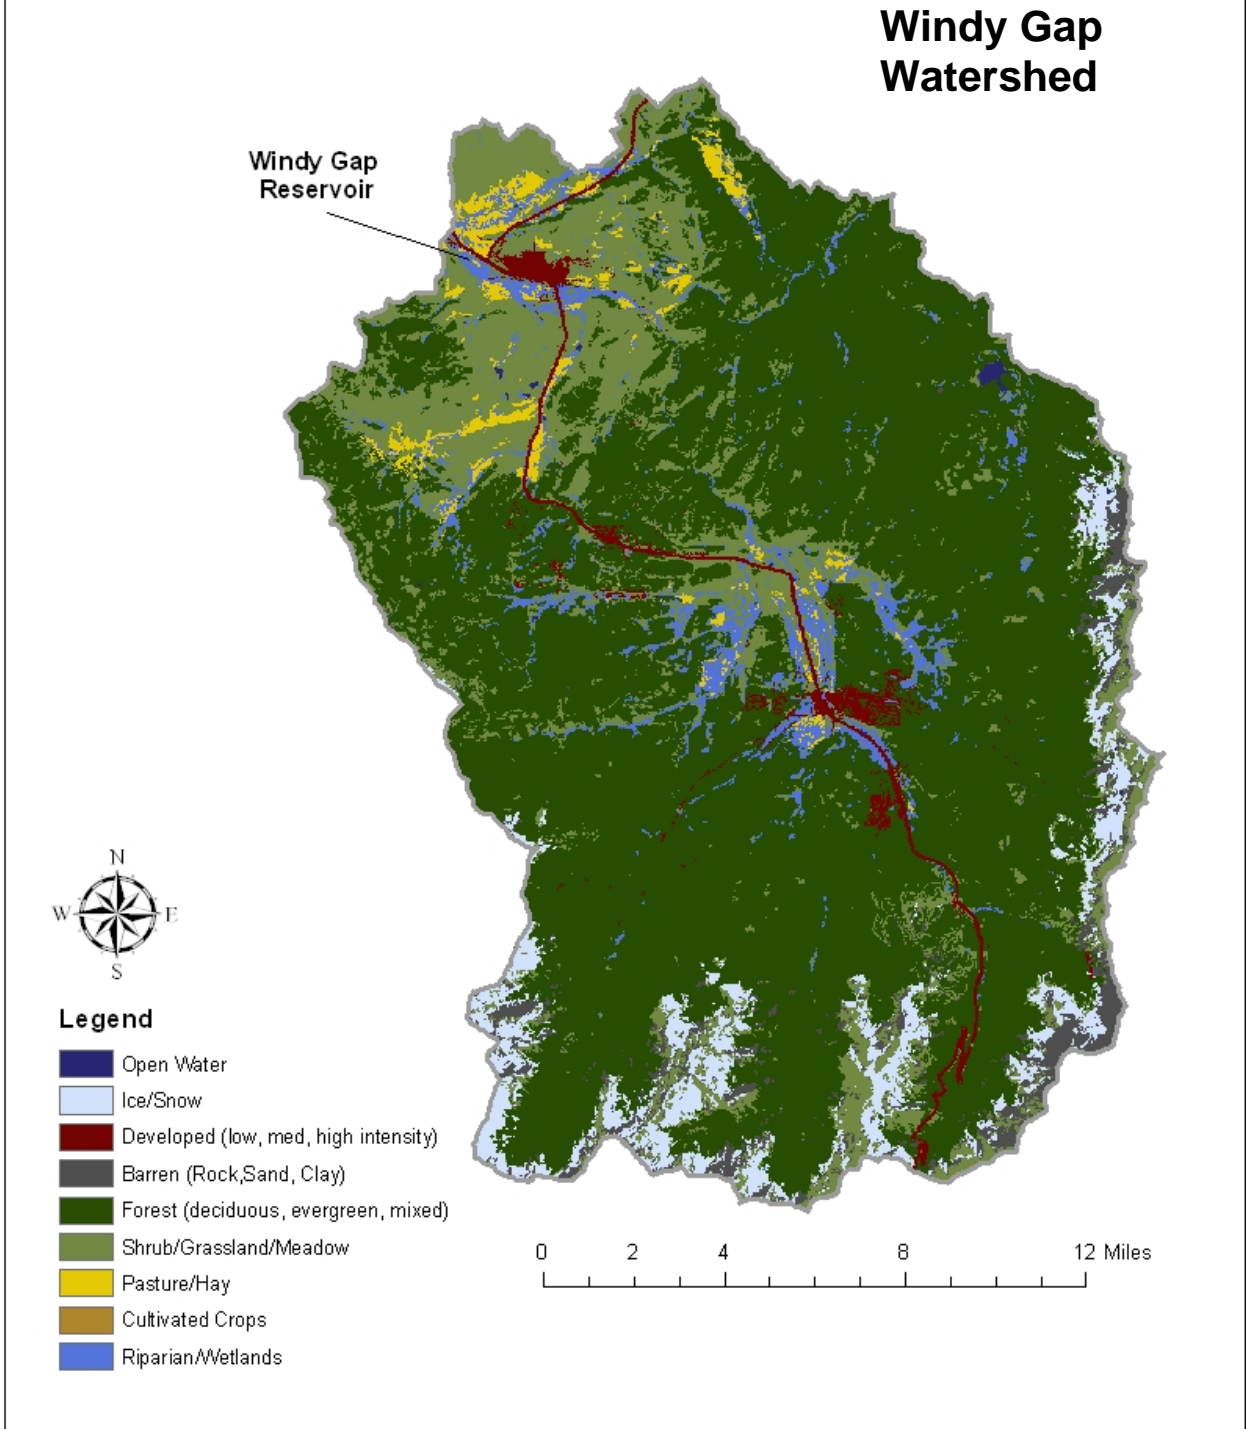 Windy Gap
Watershed
Windy Gap
Reservoir
N
W
E
S
Legend
Open Water
Ice/Snow
Developed (low, med, high intensity)
Barren (Rock,Sand, Clay)
Forest (deciduous, evergreen, mixed)
Shrub/Grassland/Meadow
Pasture/Hay
Cultivated Crops
Riparian/Wetlands
0 2 4 8 12 Miles